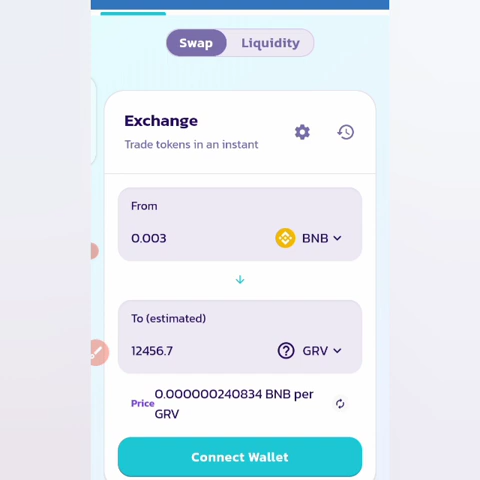 Swap
Liquidity
Exchange
Trade tokens in an instant
From
0.003
BNB
To (estimated)
12456.7
GRV
Price
0.000000240834 BNB per
GRV
Connect Wallet